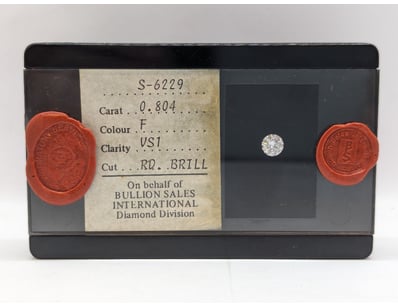 S-6229
Carat 0.804
Colour F
Clarity VS1
Cut RD. BRILL
On behalf of
BULLION SALES
INTERNATIONAL
Diamond Division